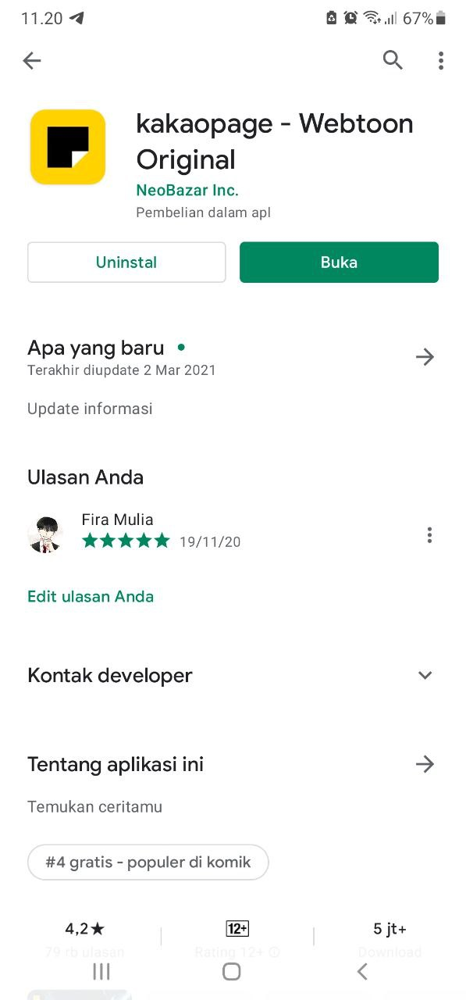 11.20
67%
kakaopage - Webtoon
Original
NeoBazar Inc.
Pembelian dalam apl
Uninstal
Buka
Apa yang baru
Terakhir diupdate 2 Mar 2021
Update informasi
Ulasan Anda
Fira Mulia
19/11/20
Edit ulasan Anda
Kontak developer
Tentang aplikasi ini
Temukan ceritamu
#4 gratis - populer di komik
4,2★ 12+ 5 jt+
79 rb ulasan Rating 12+ Download